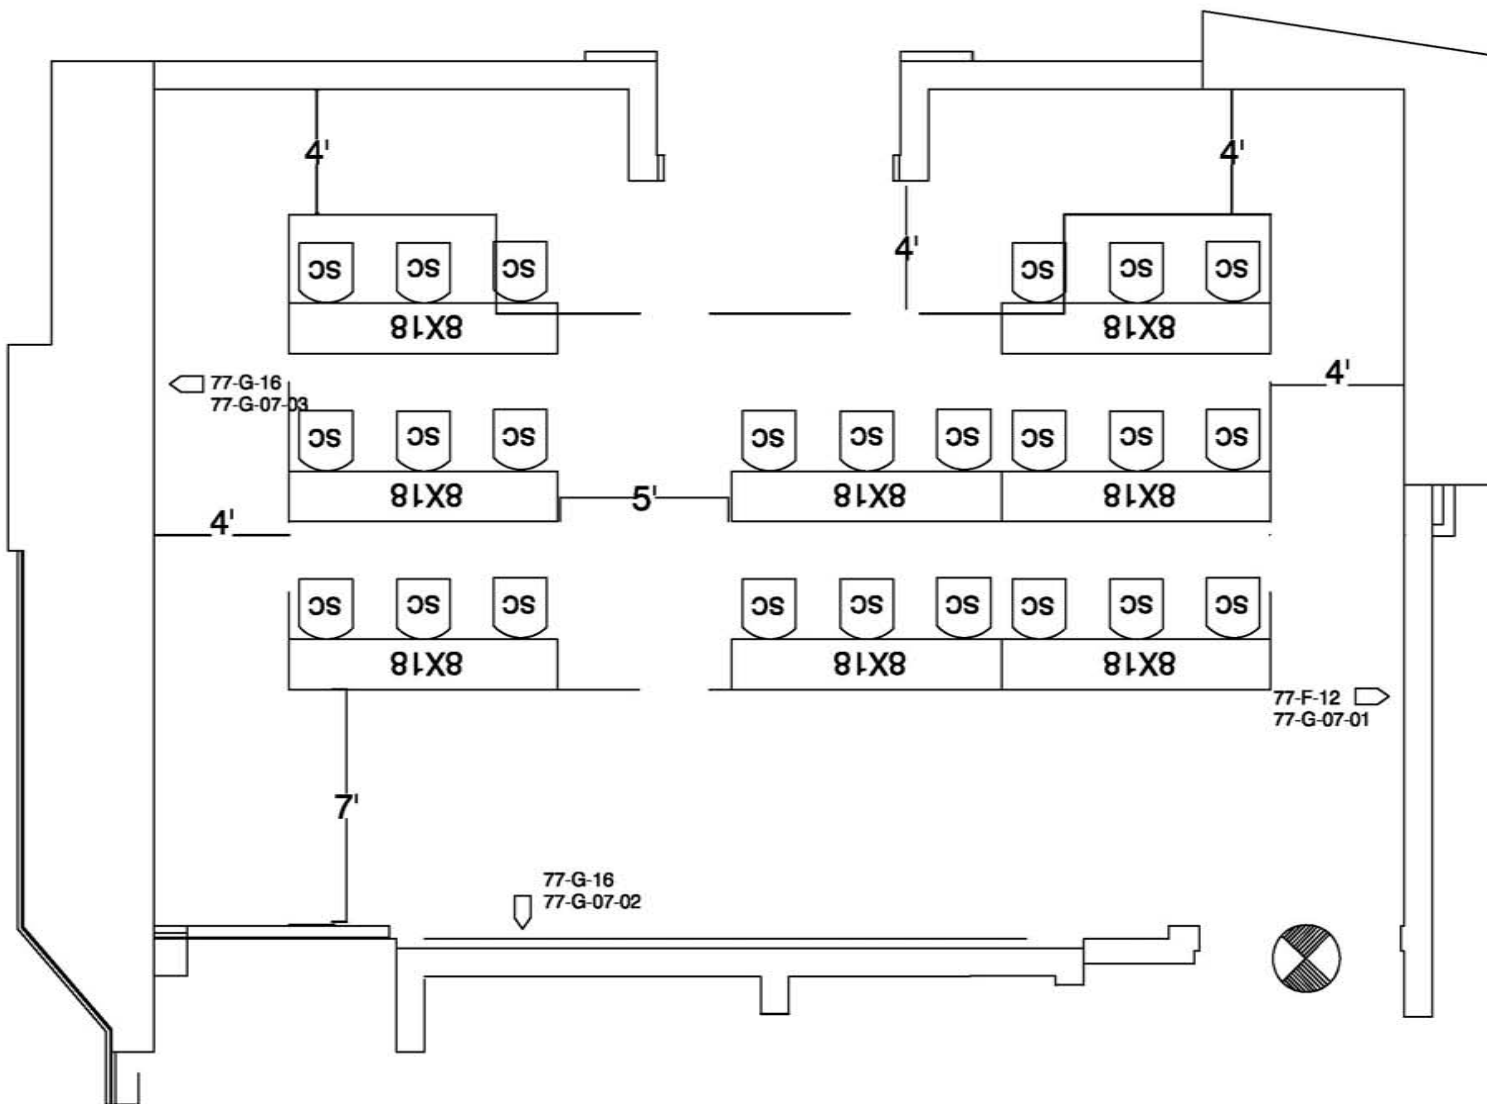 4'
4'
4'
SC SC SC SC SC SC
8X18 8X18
4'
77-G-16
77-G-07-03
SC SC SC SC SC SC SC SC SC
8X18 8X18 8X18
5'
4'
SC SC SC SC SC SC SC SC SC
8X18 8X18 8X18
77-F-12
77-G-07-01
7'
77-G-16
77-G-07-02